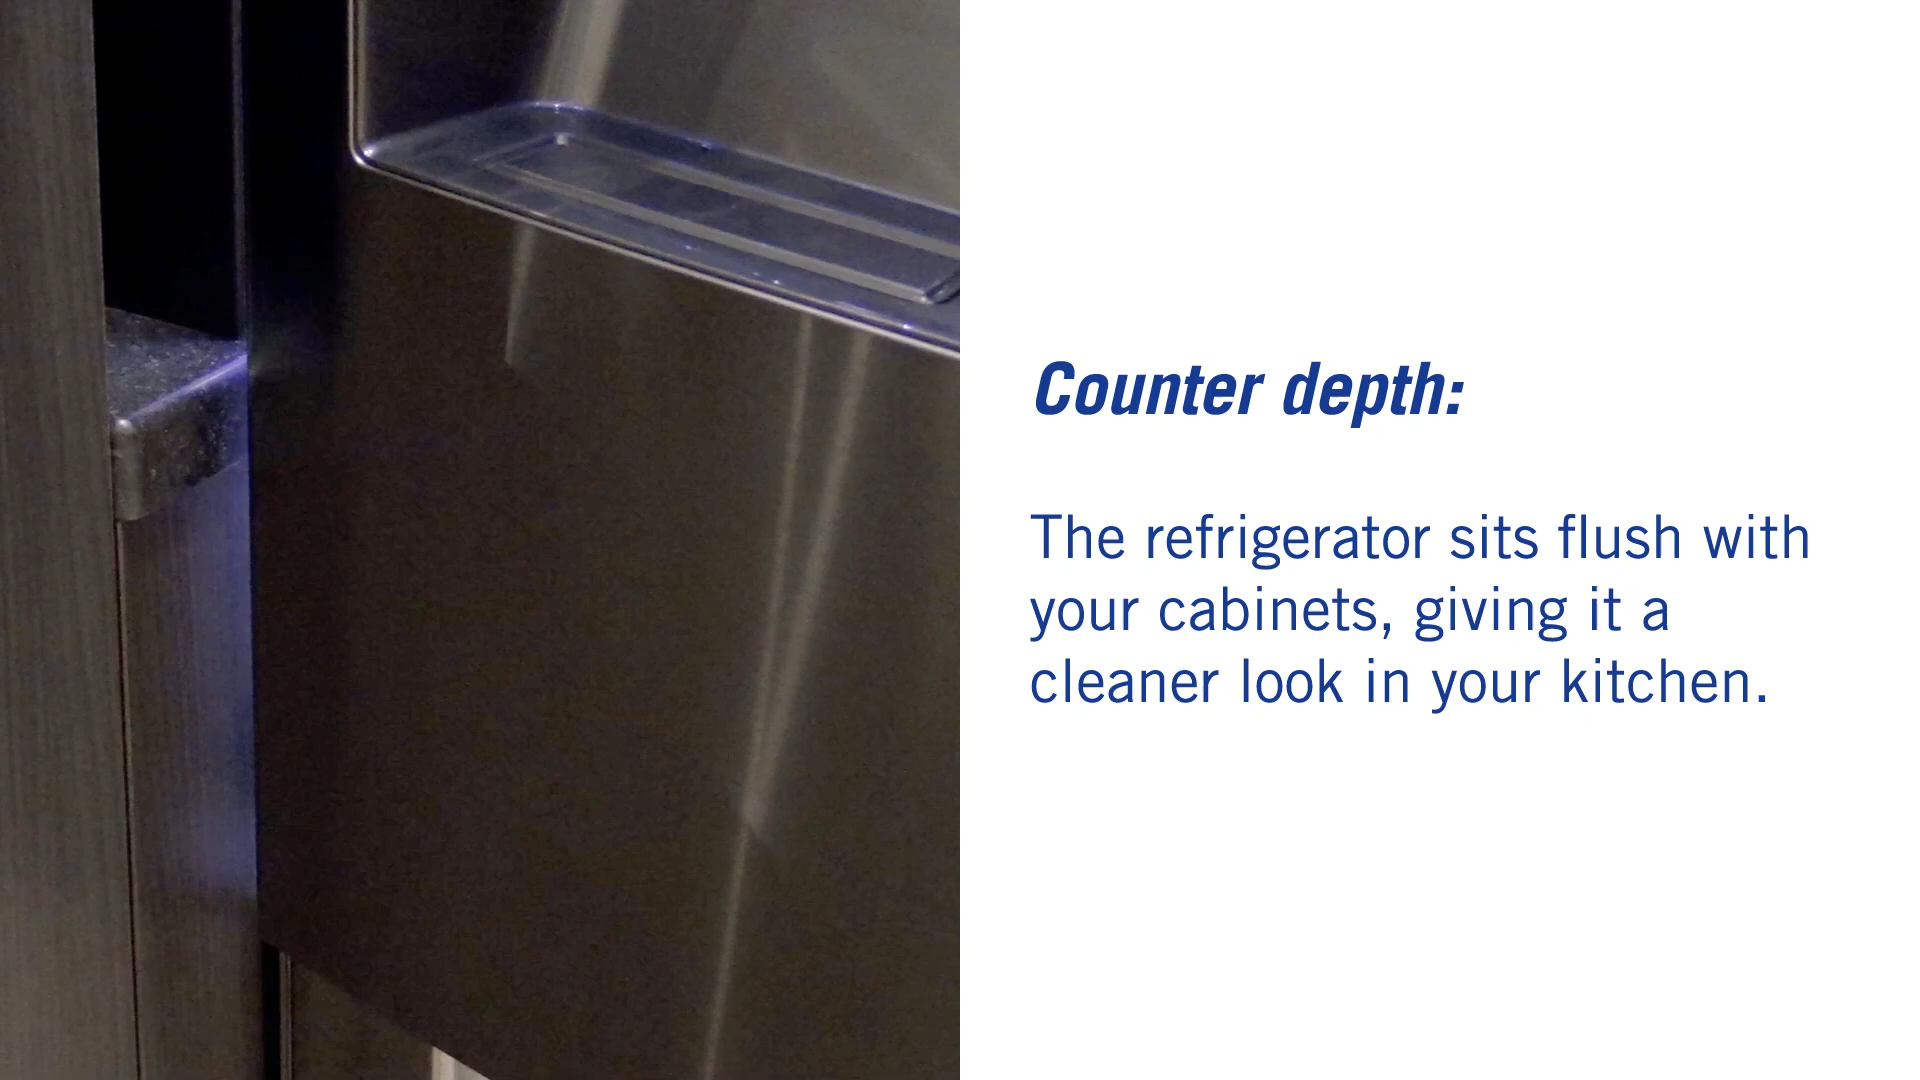 Counter depth:
The refrigerator sits flush with
your cabinets, giving it a
cleaner look in your kitchen.